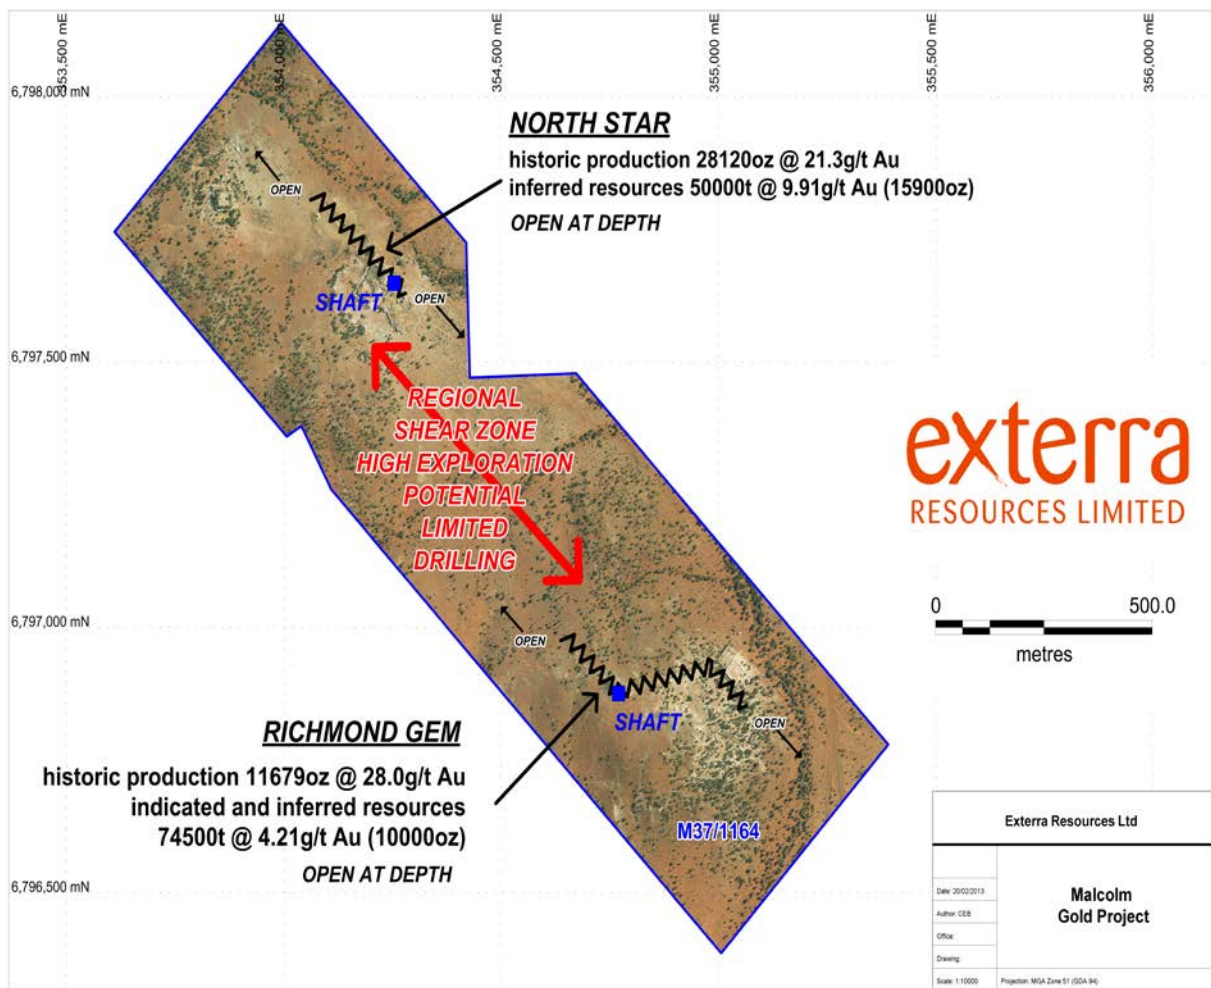 353,500 mE
354,000 mE
354,500 mE
355,000 mE
355,500 mE
356,000 mE
6,798,000 mN
NORTH STAR
historic production 28120oz @ 21.3g/t Au
inferred resources 50000t @ 9.91g/t Au (15900oz)
OPEN AT DEPTH
OPEN
SHAFT
OPEN
6,797,500 mN
REGIONAL
SHEAR ZONE
HIGH EXPLORATION
POTENTIAL
LIMITED
DRILLING
exterra
RESOURCES LIMITED
0 500.0
metres
6,797,000 mN
OPEN
SHAFT
OPEN
RICHMOND GEM
historic production 11679oz @ 28.0g/t Au
indicated and inferred resources
74500t @ 4.21g/t Au (10000oz)
OPEN AT DEPTH
M37/1164
6,796,500 mN
Exterra Resources Ltd
Malcolm
Gold Project
Date: 20/02/2013
Author: CEB
Office:
Drawing:
Scale: 1:10000
Projection: MGA Zone 51 (GDA 94)